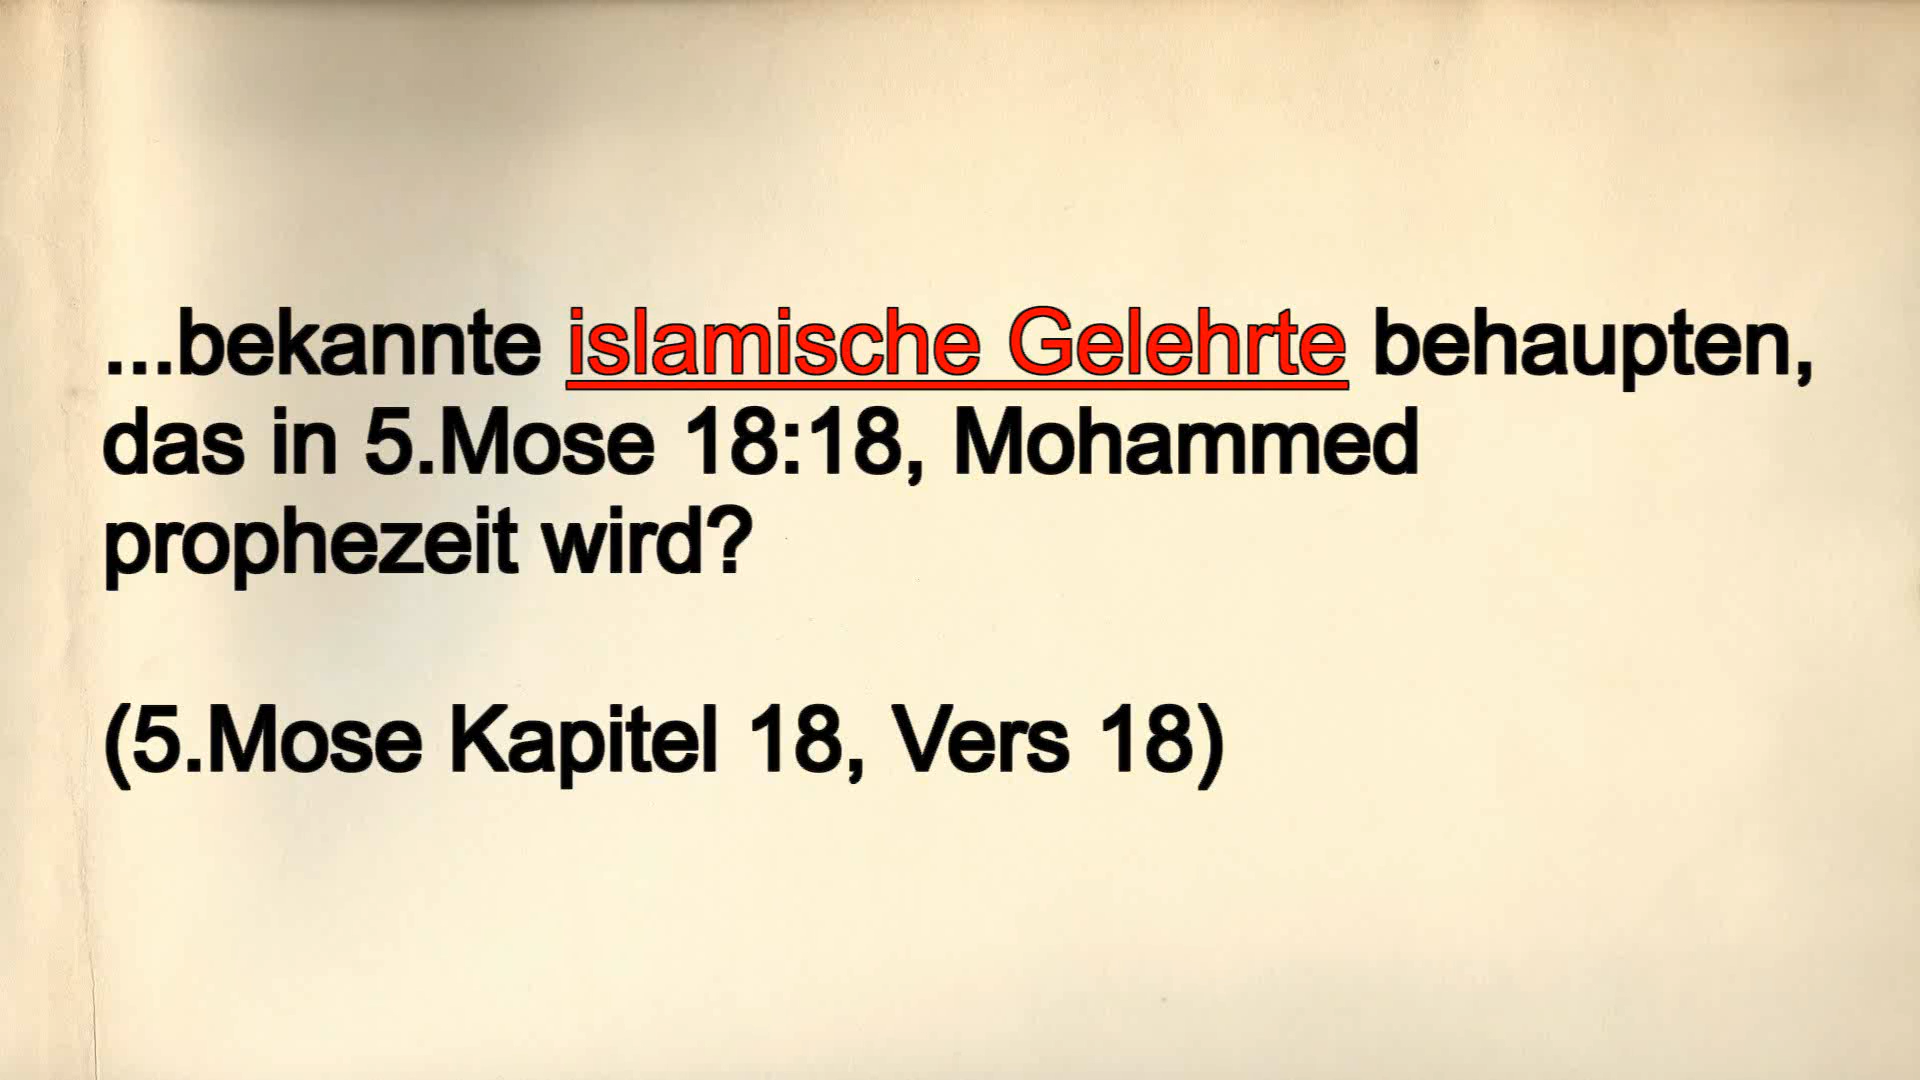 ...bekannte islamische Gelehrte behaupten,
das in 5.Mose 18:18, Mohammed
prophezeit wird?
(5.Mose Kapitel 18, Vers 18)